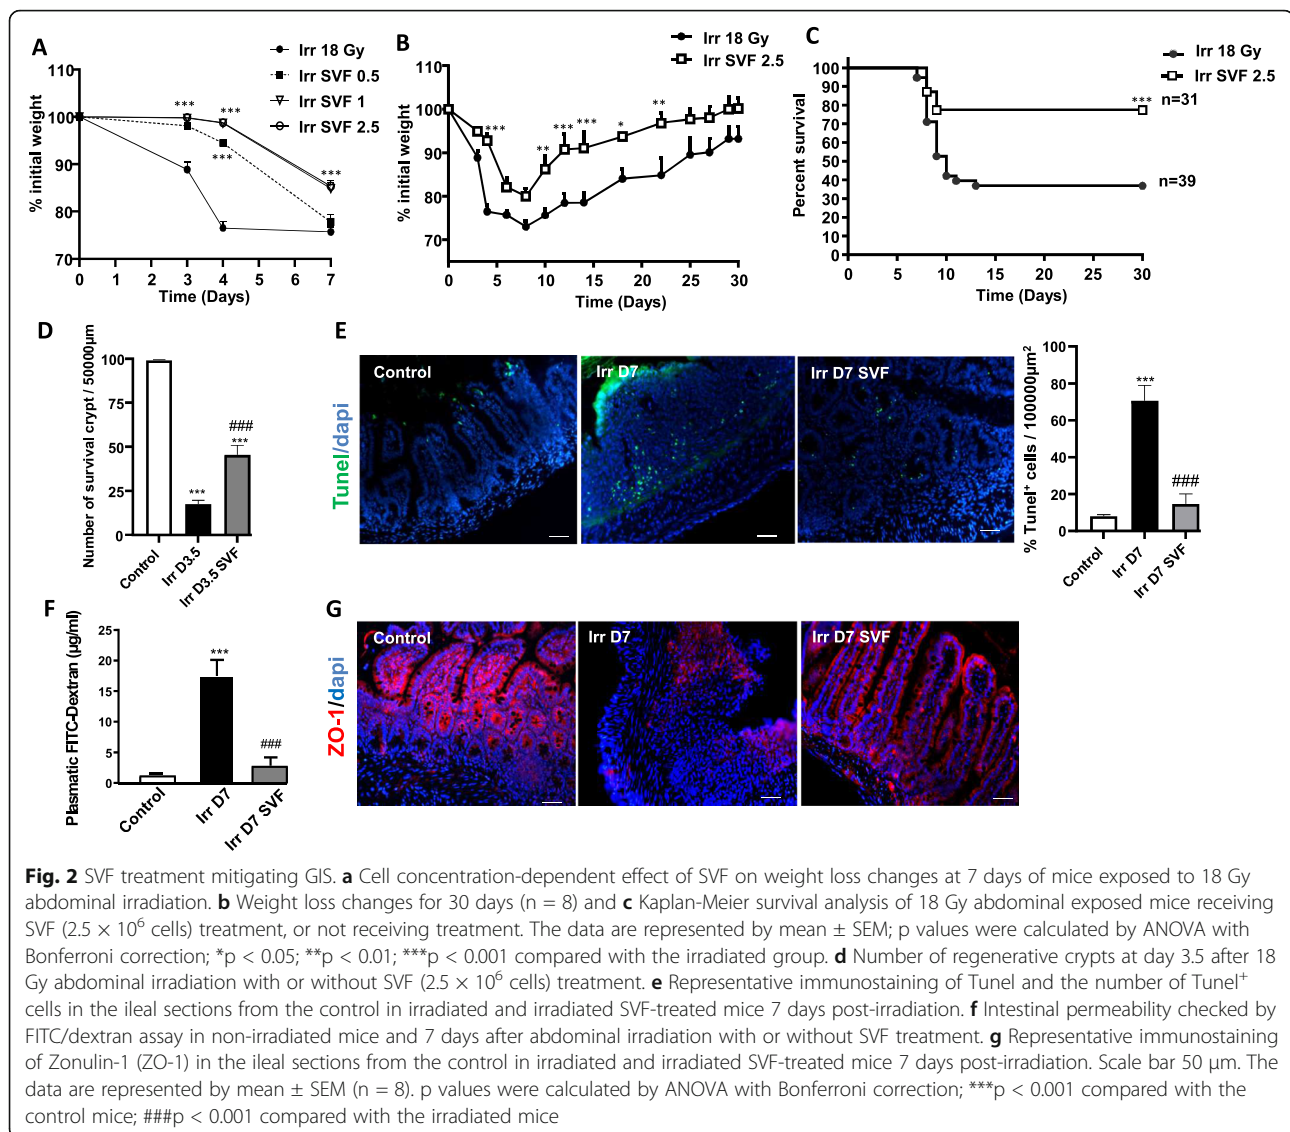 A
Irr 18 Gy
Irr SVF 0.5
Irr SVF 1
Irr SVF 2.5
% initial weight
110
100
90
80
70
*** *** *** ***
0 1 2 3 4 5 6 7
Time (Days)
B
Irr 18 Gy
Irr SVF 2.5
% initial weight
110
100
90
80
70
*** ** *** *** * **
0 5 10 15 20 25 30
Time (Days)
C
Irr 18 Gy
Irr SVF 2.5
Percent survival
100
90
80
70
60
50
40
30
20
10
0
***
n=31
n=39
0 5 10 15 20 25 30
Time (Days)
D
Number of survival crypt / 50000µm
100
75
50
25
0
***
###
***
Control
Irr D3.5
Irr D3.5 SVF
E
Tunel/dapi
Control
Irr D7
Irr D7 SVF
% Tunel⁺ cells / 100000µm²
100
80
60
40
20
0
***
###
Control
Irr D7
Irr D7 SVF
F
Plasmatic FITC-Dextran (µg/ml)
25
20
15
10
5
0
***
###
Control
Irr D7
Irr D7 SVF
G
ZO-1/dapi
Control
Irr D7
Irr D7 SVF
Fig. 2 SVF treatment mitigating GIS. a Cell concentration-dependent effect of SVF on weight loss changes at 7 days of mice exposed to 18 Gy
abdominal irradiation. b Weight loss changes for 30 days (n = 8) and c Kaplan-Meier survival analysis of 18 Gy abdominal exposed mice receiving
SVF (2.5 × 10⁶ cells) treatment, or not receiving treatment. The data are represented by mean ± SEM; p values were calculated by ANOVA with
Bonferroni correction; *p < 0.05; **p < 0.01; ***p < 0.001 compared with the irradiated group. d Number of regenerative crypts at day 3.5 after 18
Gy abdominal irradiation with or without SVF (2.5 × 10⁶ cells) treatment. e Representative immunostaining of Tunel and the number of Tunel⁺
cells in the ileal sections from the control in irradiated and irradiated SVF-treated mice 7 days post-irradiation. f Intestinal permeability checked by
FITC/dextran assay in non-irradiated mice and 7 days after abdominal irradiation with or without SVF treatment. g Representative immunostaining
of Zonulin-1 (ZO-1) in the ileal sections from the control in irradiated and irradiated SVF-treated mice 7 days post-irradiation. Scale bar 50 µm. The
data are represented by mean ± SEM (n = 8). p values were calculated by ANOVA with Bonferroni correction; ***p < 0.001 compared with the
control mice; ###p < 0.001 compared with the irradiated mice